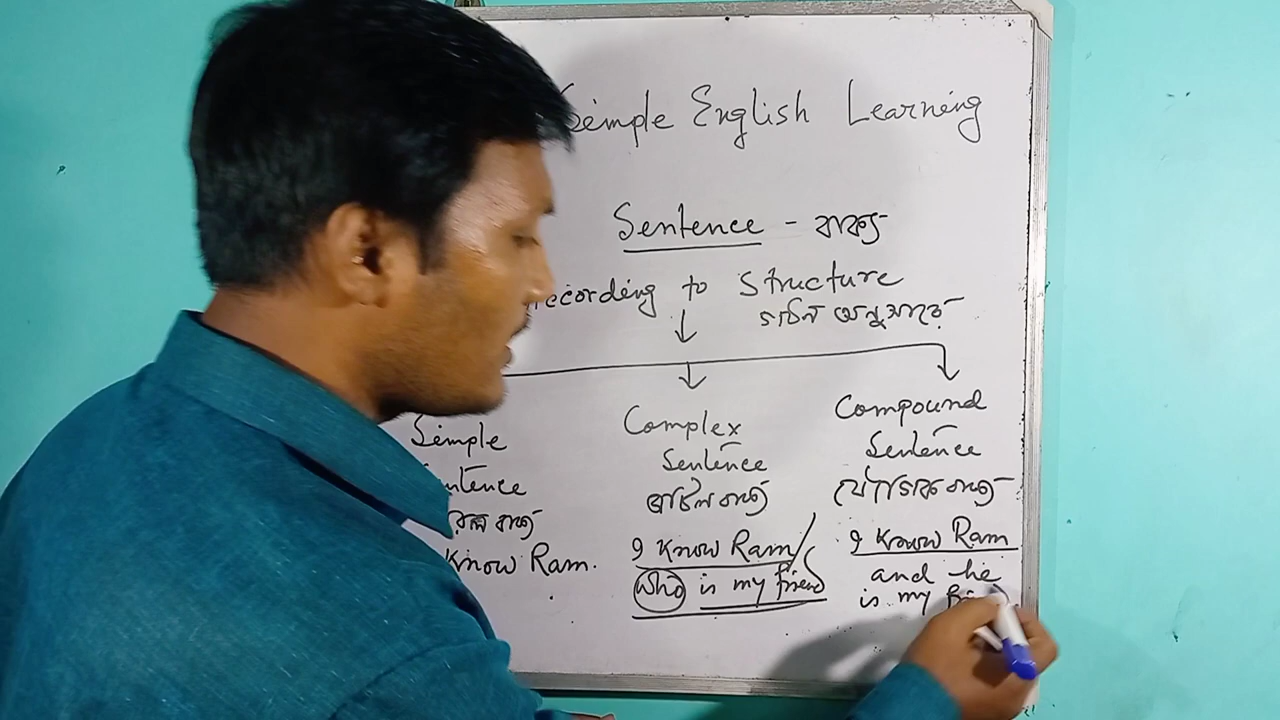 Simple English Learning
Sentence - বাক্য
According to Structure
গঠন অনুসারে
Simple
Sentence
সরল বাক্য
Know Ram.
Complex
Sentence
জটিল বাক্য
I know Ram
Who is my friend
Compound
Sentence
যৌগিক বাক্য
I know Ram
and he
is my